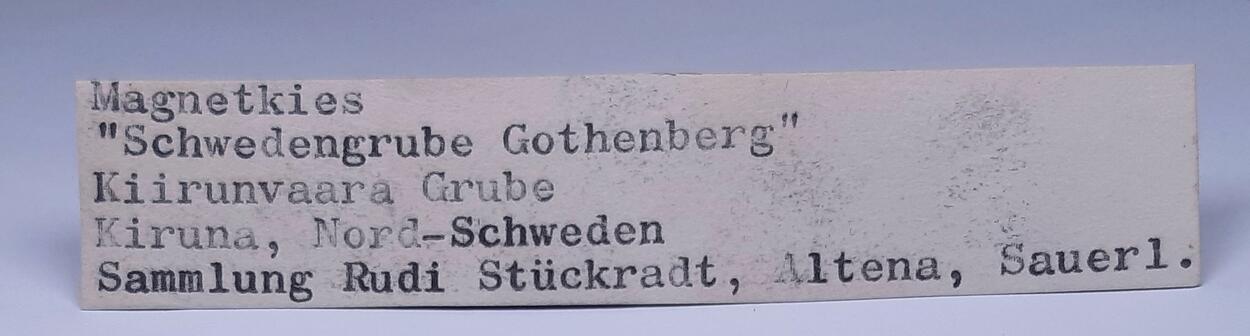 Magnetkies
"Schwedengrube Gothenberg"
Kiirunvaara Grube
Kiruna, Nord-Schweden
Sammlung Rudi Stückradt, Altena, Sauerl.